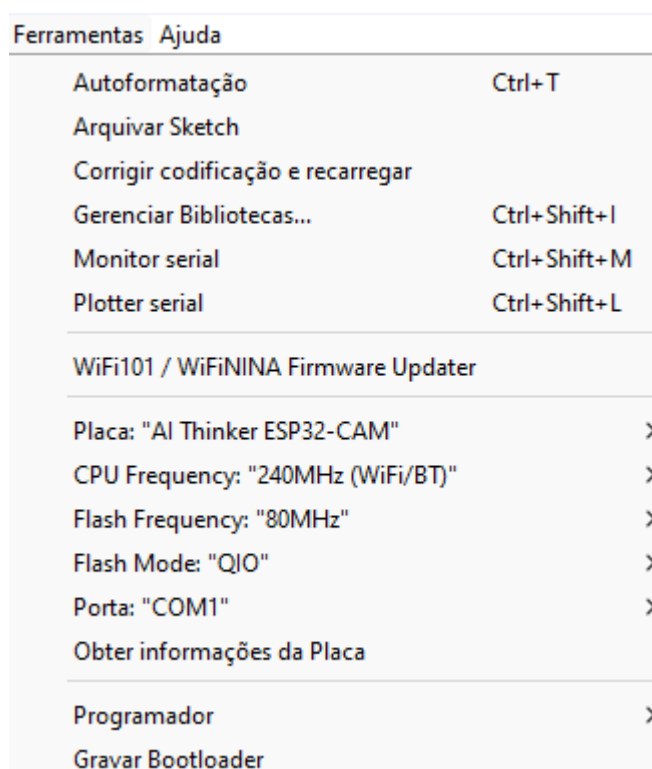 Ferramentas Ajuda
Autoformatação Ctrl+T
Arquivar Sketch
Corrigir codificação e recarregar
Gerenciar Bibliotecas... Ctrl+Shift+I
Monitor serial Ctrl+Shift+M
Plotter serial Ctrl+Shift+L
WiFi101 / WiFiNINA Firmware Updater
Placa: "AI Thinker ESP32-CAM"
CPU Frequency: "240MHz (WiFi/BT)"
Flash Frequency: "80MHz"
Flash Mode: "QIO"
Porta: "COM1"
Obter informações da Placa
Programador
Gravar Bootloader